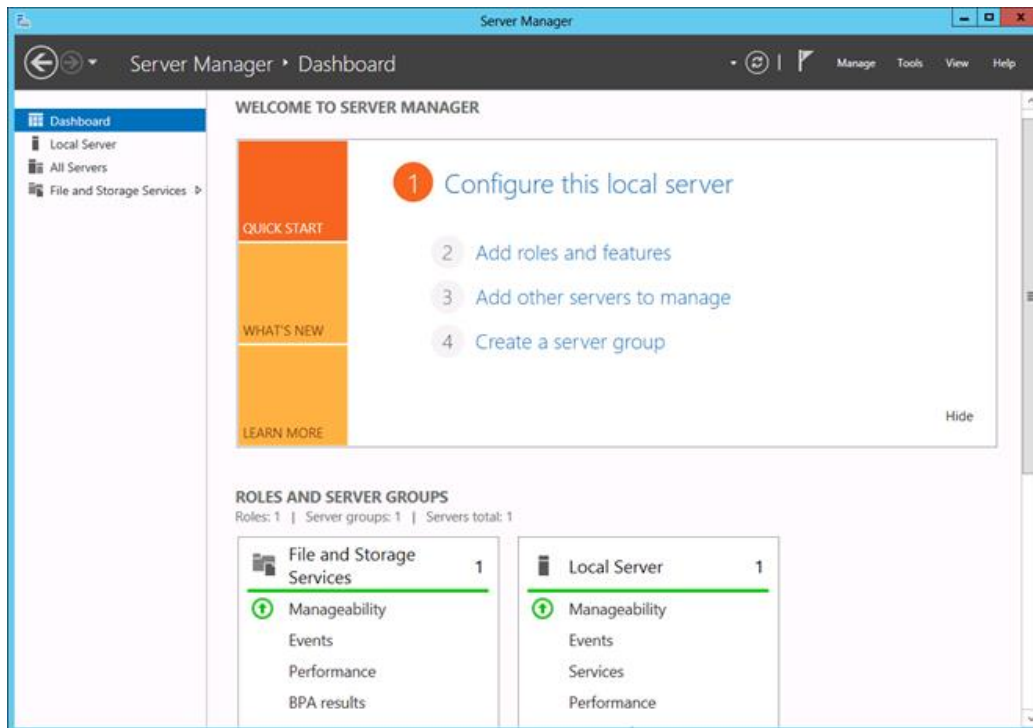 Server Manager
Server Manager ‣ Dashboard
Manage Tools View Help
Dashboard
Local Server
All Servers
File and Storage Services
WELCOME TO SERVER MANAGER
QUICK START
WHAT'S NEW
LEARN MORE
1 Configure this local server
2 Add roles and features
3 Add other servers to manage
4 Create a server group
Hide
ROLES AND SERVER GROUPS
Roles: 1 | Server groups: 1 | Servers total: 1
File and Storage
Services 1
Manageability
Events
Performance
BPA results
Local Server 1
Manageability
Events
Services
Performance